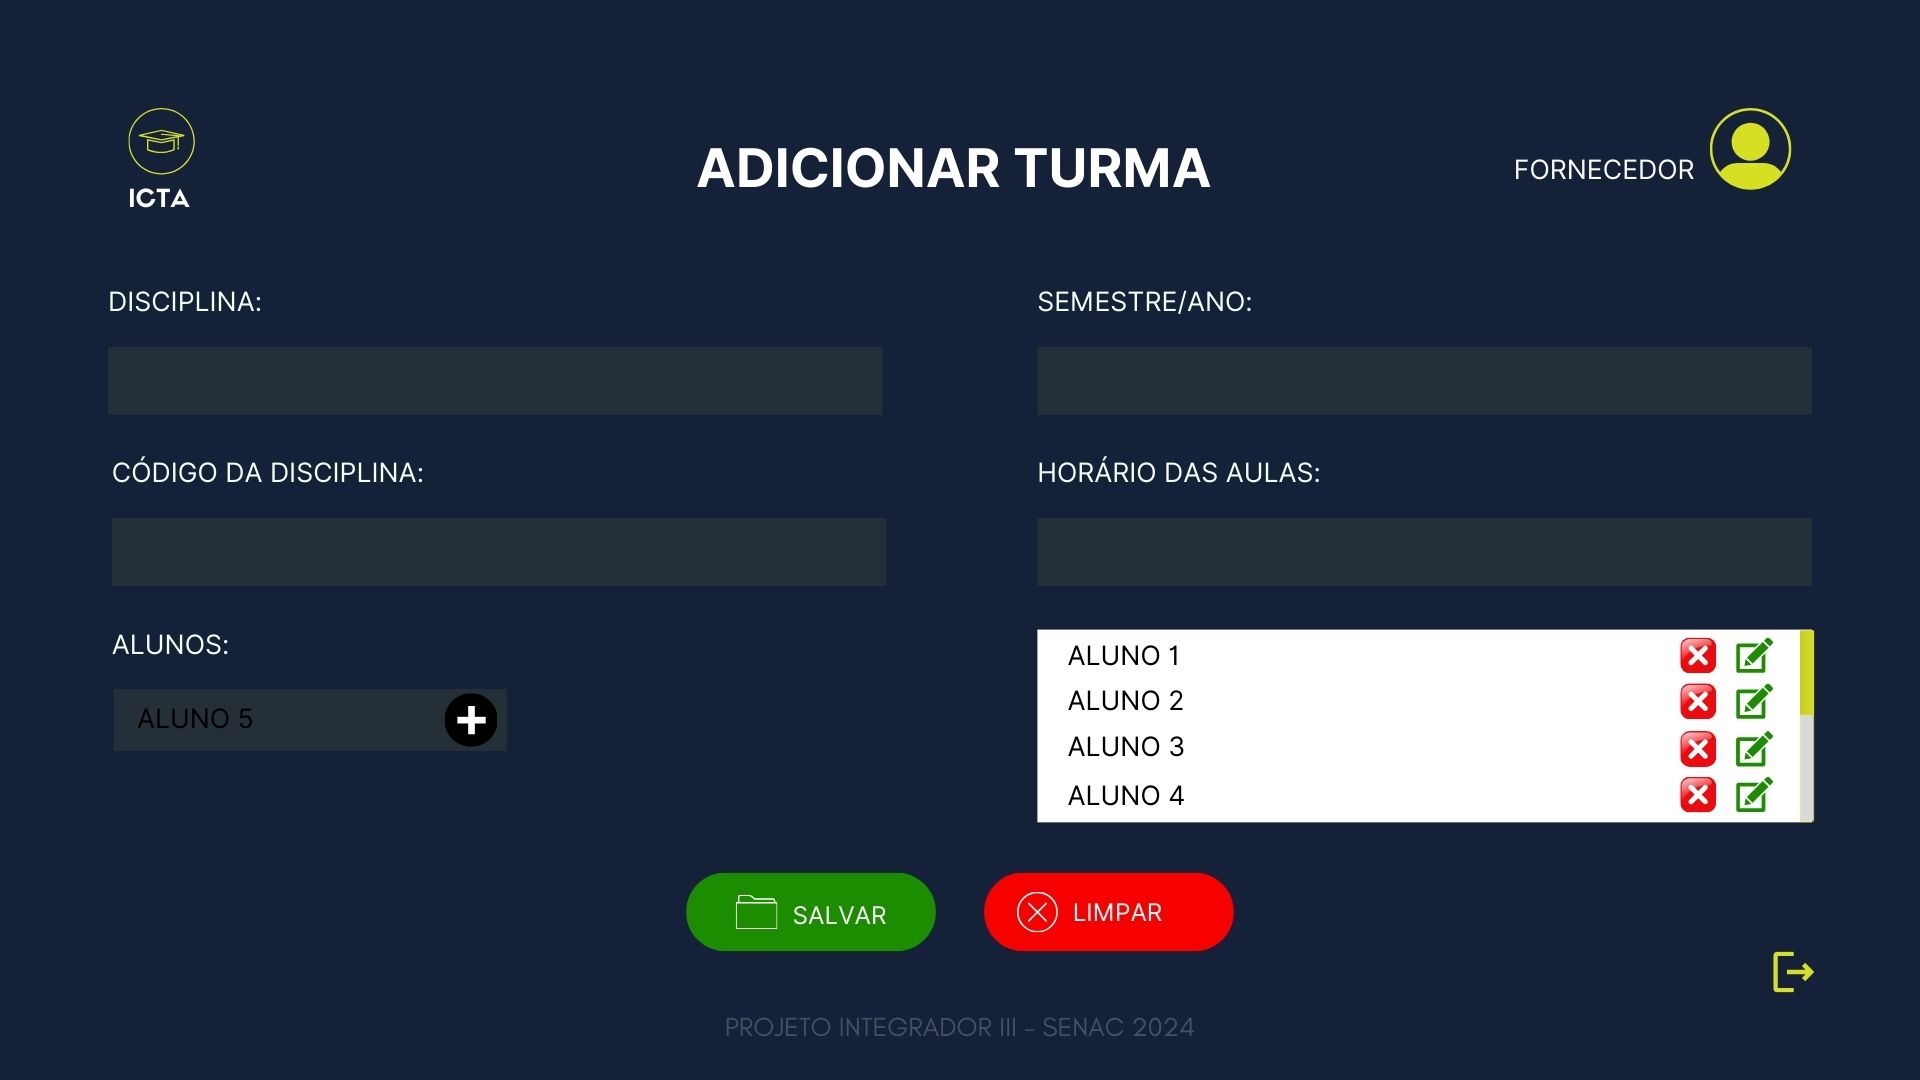 ICTA
ADICIONAR TURMA
FORNECEDOR
DISCIPLINA:
SEMESTRE/ANO:
CÓDIGO DA DISCIPLINA:
HORÁRIO DAS AULAS:
ALUNOS:
ALUNO 5
ALUNO 1
ALUNO 2
ALUNO 3
ALUNO 4
SALVAR
LIMPAR
PROJETO INTEGRADOR III - SENAC 2024